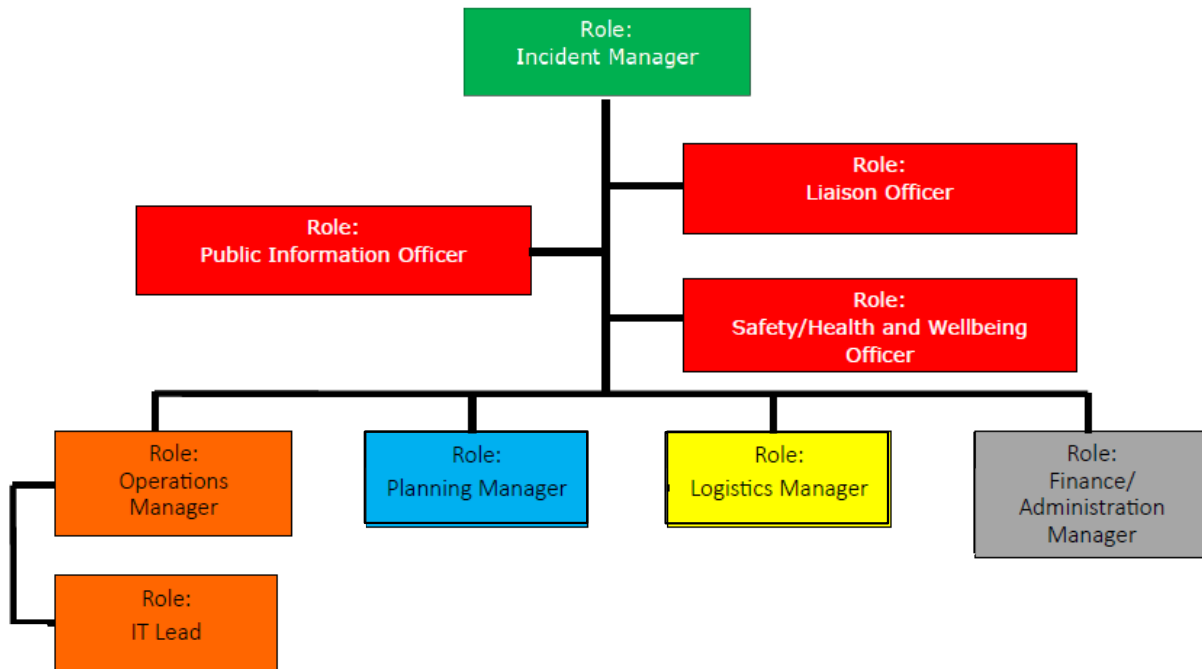 Role:
Incident Manager
Role:
Liaison Officer
Role:
Public Information Officer
Role:
Safety/Health and Wellbeing
Officer
Role:
Operations
Manager
Role:
Planning Manager
Role:
Logistics Manager
Role:
Finance/
Administration
Manager
Role:
IT Lead